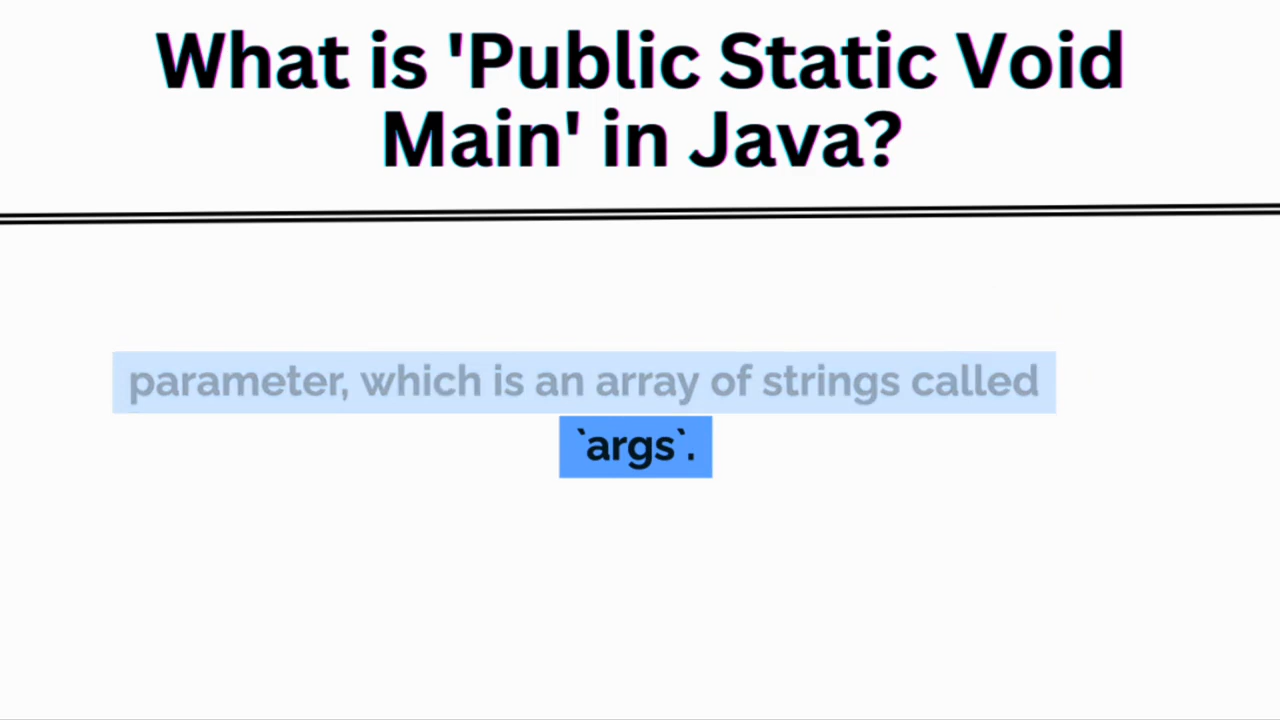 What is 'Public Static Void
Main' in Java?
parameter, which is an array of strings called
`args`.